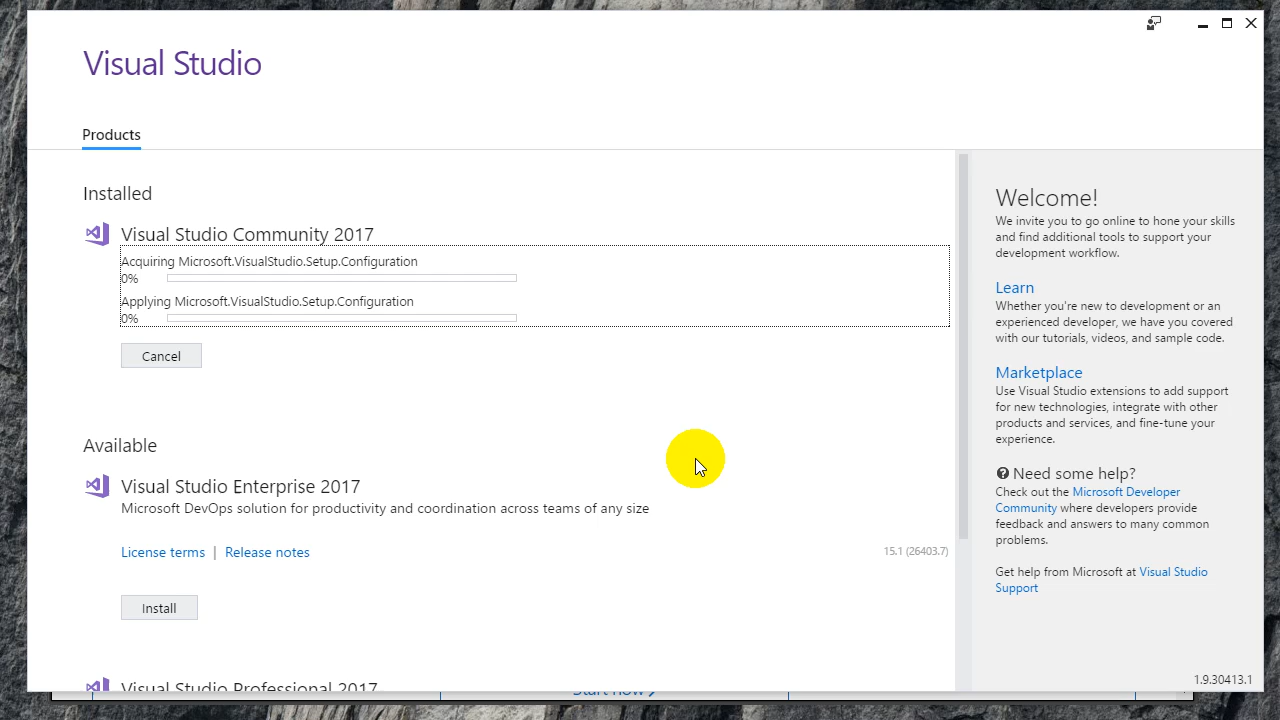 Visual Studio
Products
Installed
Visual Studio Community 2017
Acquiring Microsoft.VisualStudio.Setup.Configuration
0%
Applying Microsoft.VisualStudio.Setup.Configuration
0%
Cancel
Available
Visual Studio Enterprise 2017
Microsoft DevOps solution for productivity and coordination across teams of any size
License terms | Release notes
15.1 (26403.7)
Install
Visual Studio Professional 2017
Welcome!
We invite you to go online to hone your skills
and find additional tools to support your
development workflow.
Learn
Whether you're new to development or an
experienced developer, we have you covered
with our tutorials, videos, and sample code.
Marketplace
Use Visual Studio extensions to add support
for new technologies, integrate with other
products and services, and fine-tune your
experience.
Need some help?
Check out the Microsoft Developer
Community where developers provide
feedback and answers to many common
problems.
Get help from Microsoft at Visual Studio
Support
1.9.30413.1
Start now